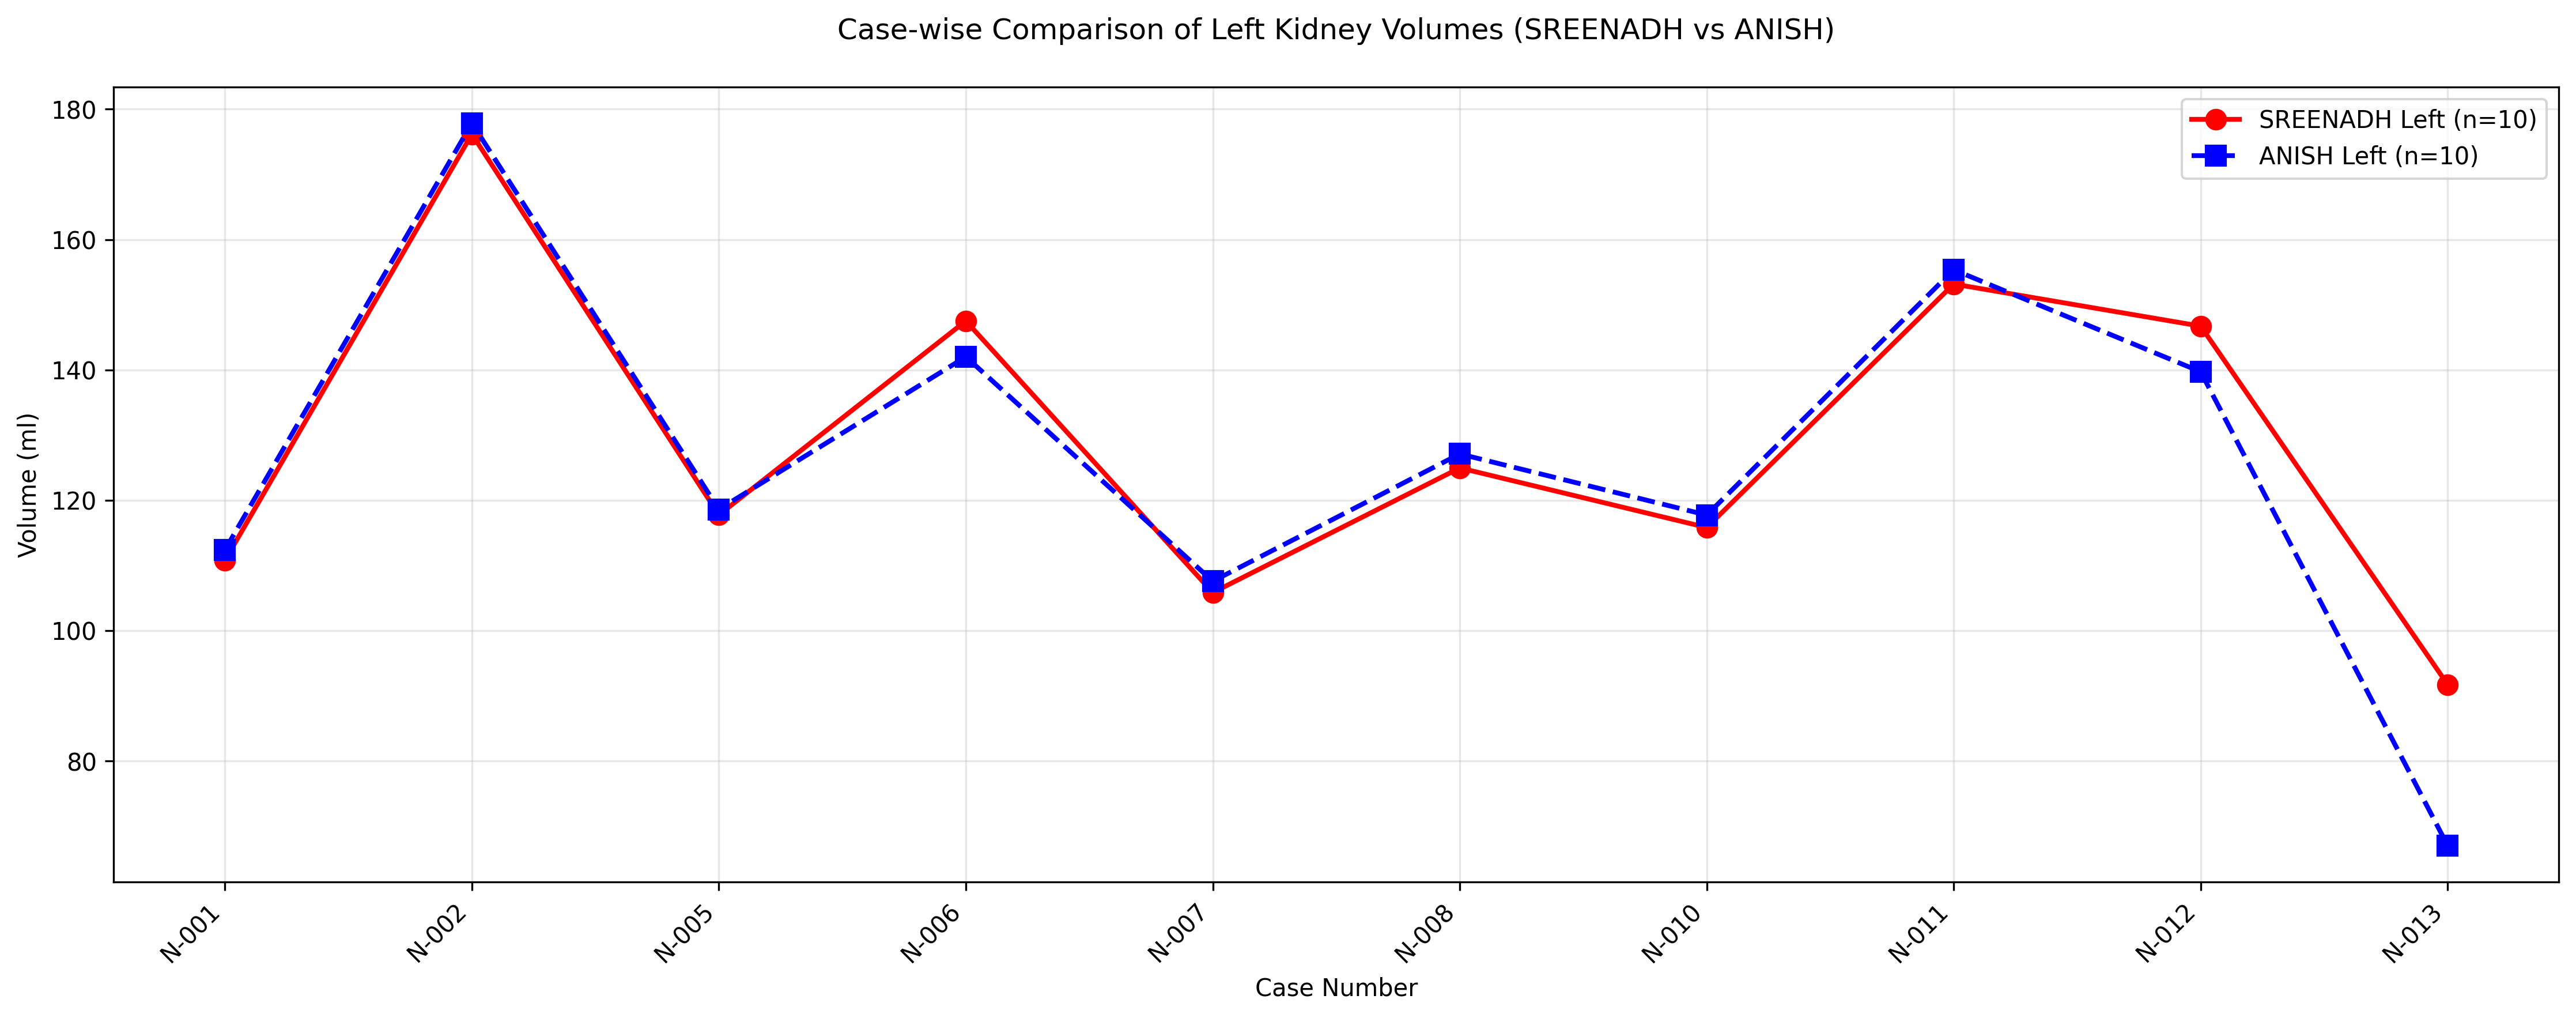 Case-wise Comparison of Left Kidney Volumes (SREENADH vs ANISH)
SREENADH Left (n=10)
ANISH Left (n=10)
Volume (ml)
180
160
140
120
100
80
N-001
N-002
N-005
N-006
N-007
N-008
N-010
N-011
N-012
N-013
Case Number